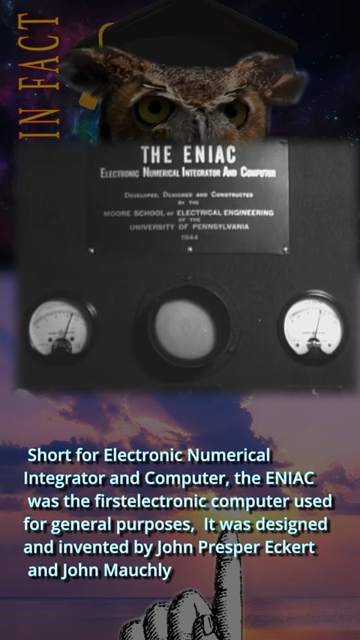 IN FACT
THE ENIAC
ELECTRONIC NUMERICAL INTEGRATOR AND COMPUTER
DEVELOPED, DESIGNED AND CONSTRUCTED
BY THE
MOORE SCHOOL OF ELECTRICAL ENGINEERING
OF THE
UNIVERSITY OF PENNSYLVANIA
1944
Short for Electronic Numerical
Integrator and Computer, the ENIAC
was the firstelectronic computer used
for general purposes, It was designed
and invented by John Presper Eckert
and John Mauchly